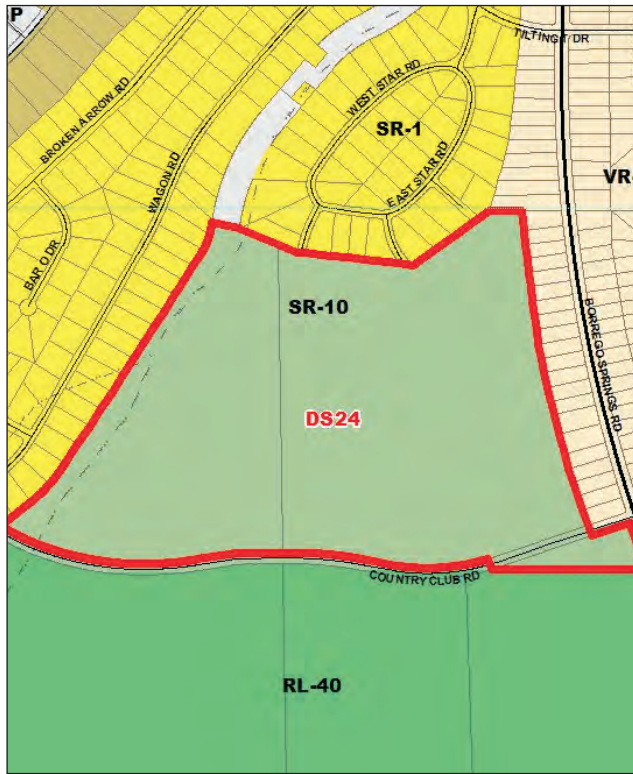 P
TILTING T DR
BROKEN ARROW RD
WEST STAR RD
SR-1
WAGON RD
EAST STAR RD
VR-
BAR O DR
SR-10
BORREGO SPRINGS RD
DS24
COUNTRY CLUB RD
RL-40